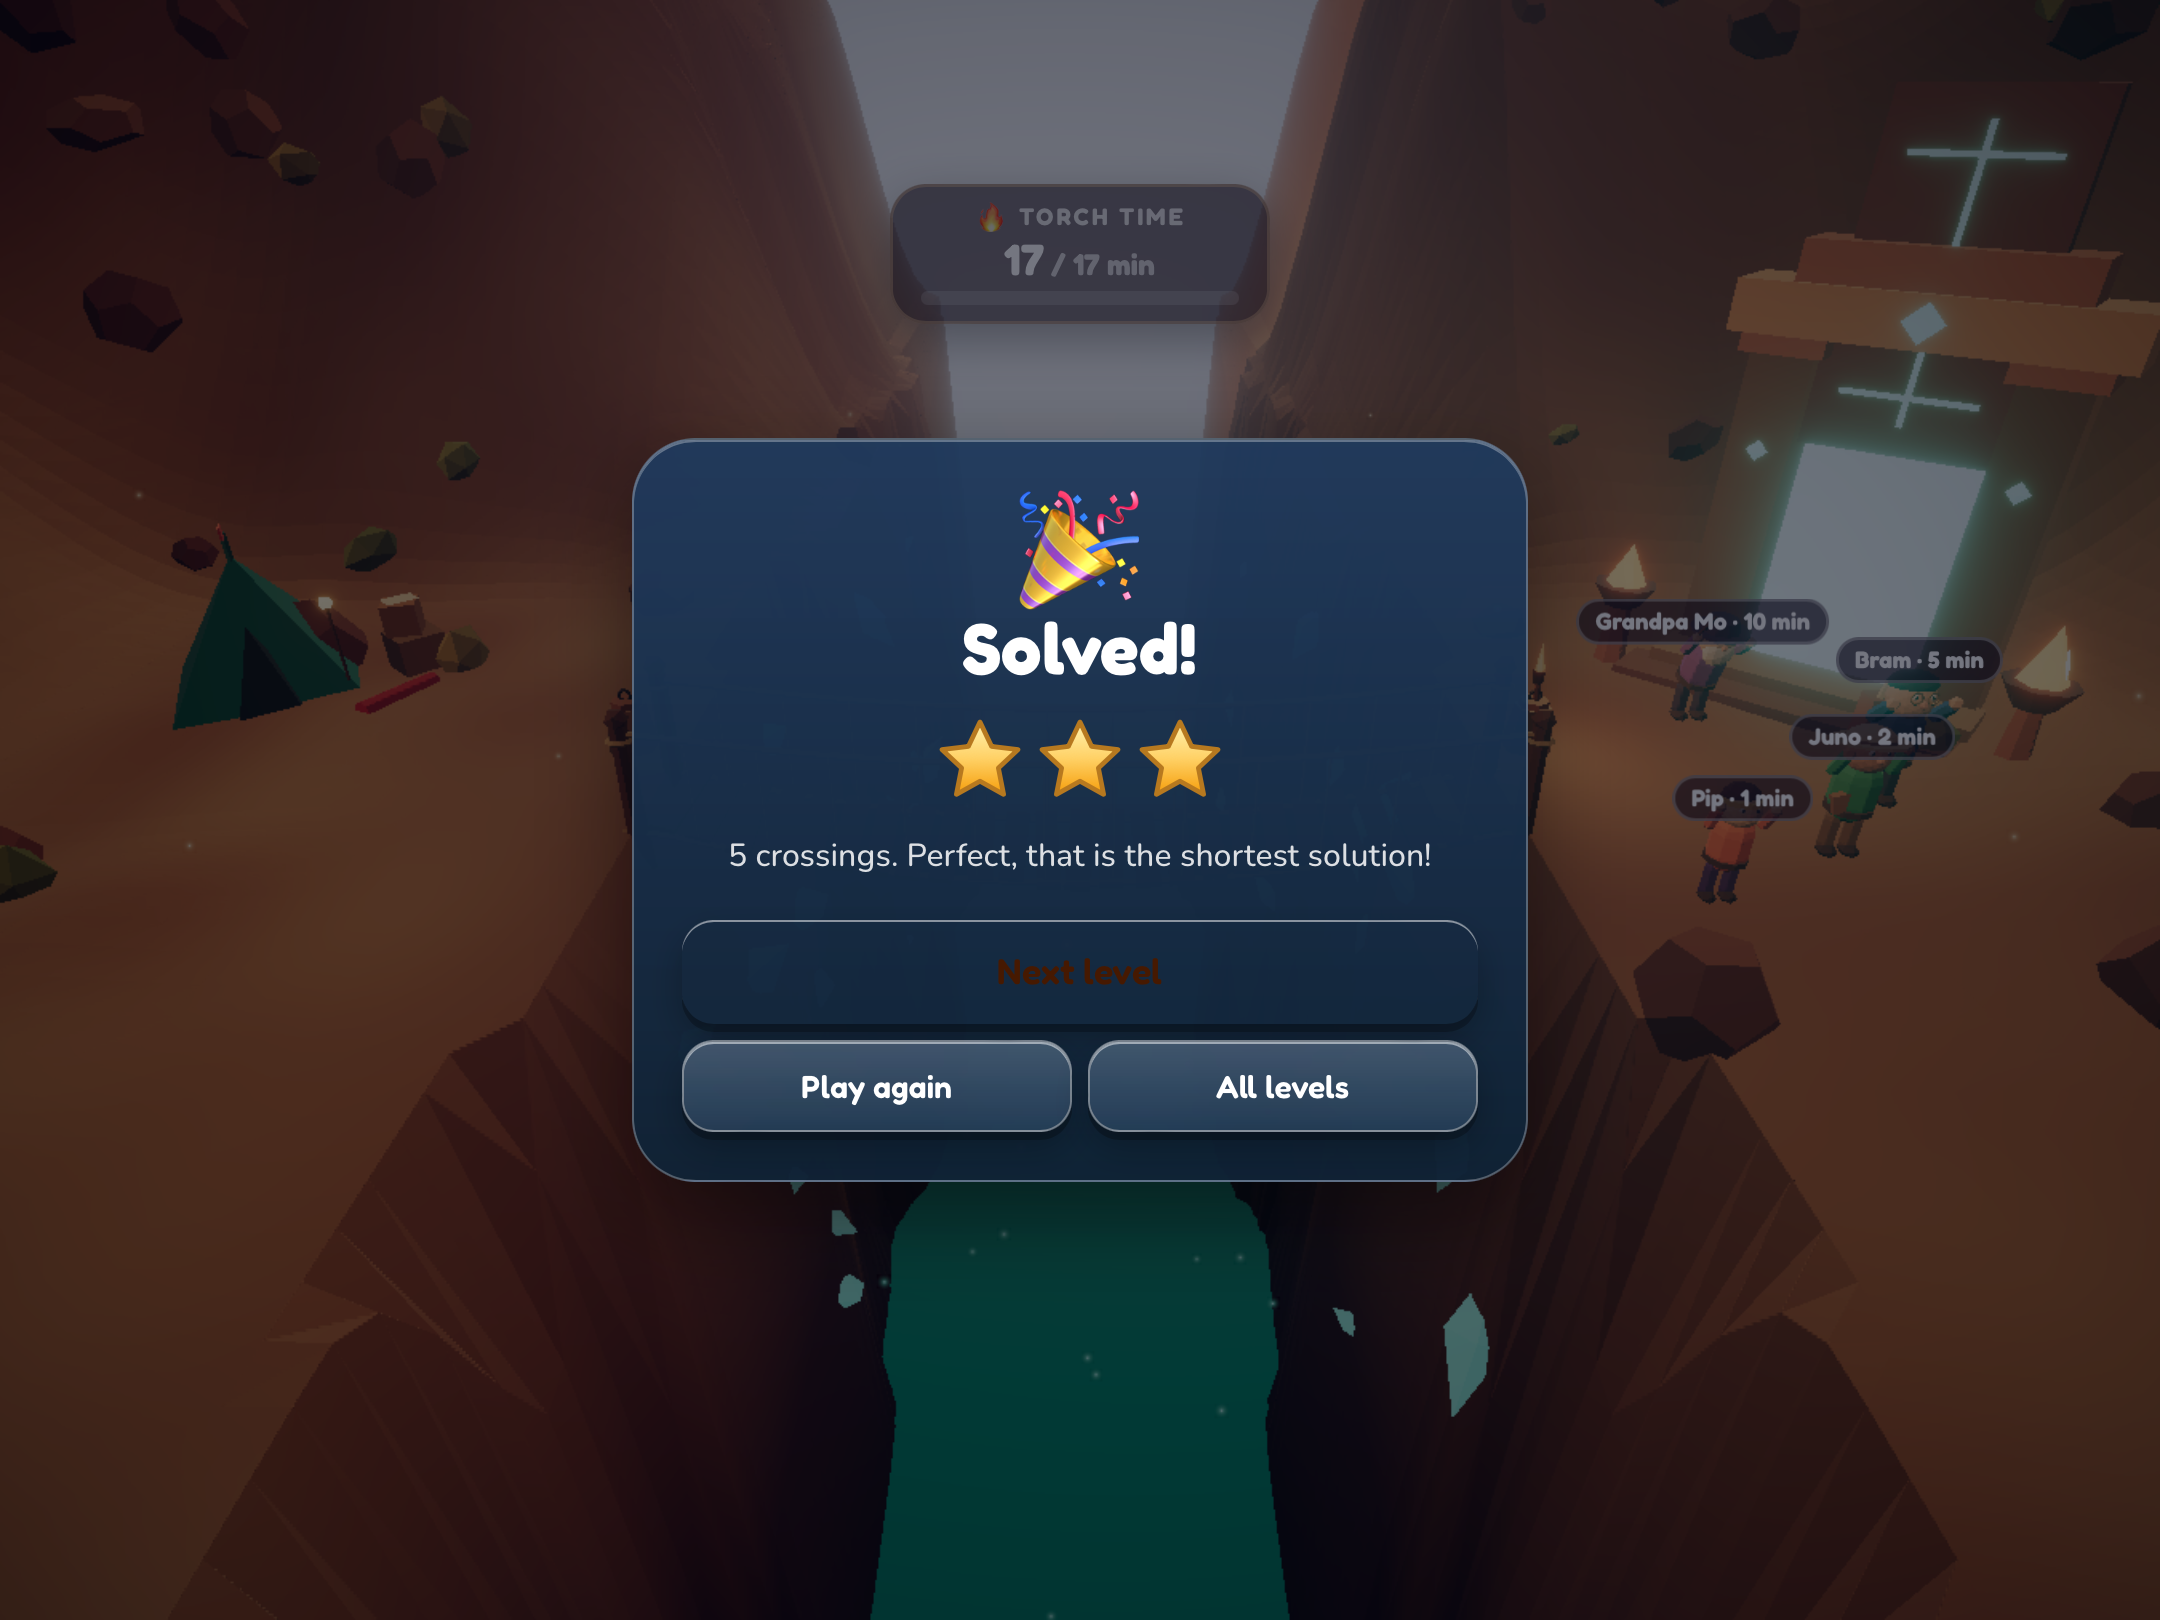 TORCH TIME
17 / 17 min
Solved!
5 crossings. Perfect, that is the shortest solution!
Next level
Play again
All levels
Grandpa Mo · 10 min
Bram · 5 min
Juno · 2 min
Pip · 1 min